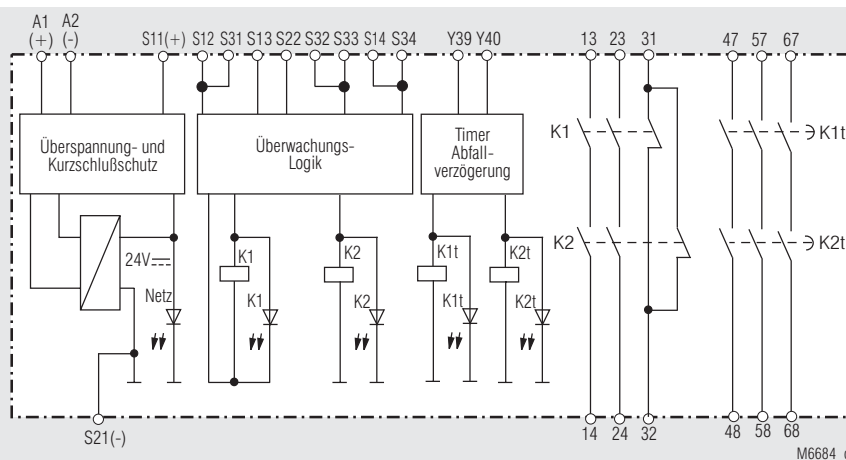 A1 A2
(+) (-) S11(+) S12 S31 S13 S22 S32 S33 S14 S34 Y39 Y40 13 23 31 47 57 67
Überspannung- und
Kurzschlußschutz
Überwachungs-
Logik
Timer
Abfall-
verzögerung
K1 K1t
K2 K2t
24V
Netz
K1
K1
K2
K2
K1t
K1t
K2t
K2t
S21(-)
14 24 32 48 58 68